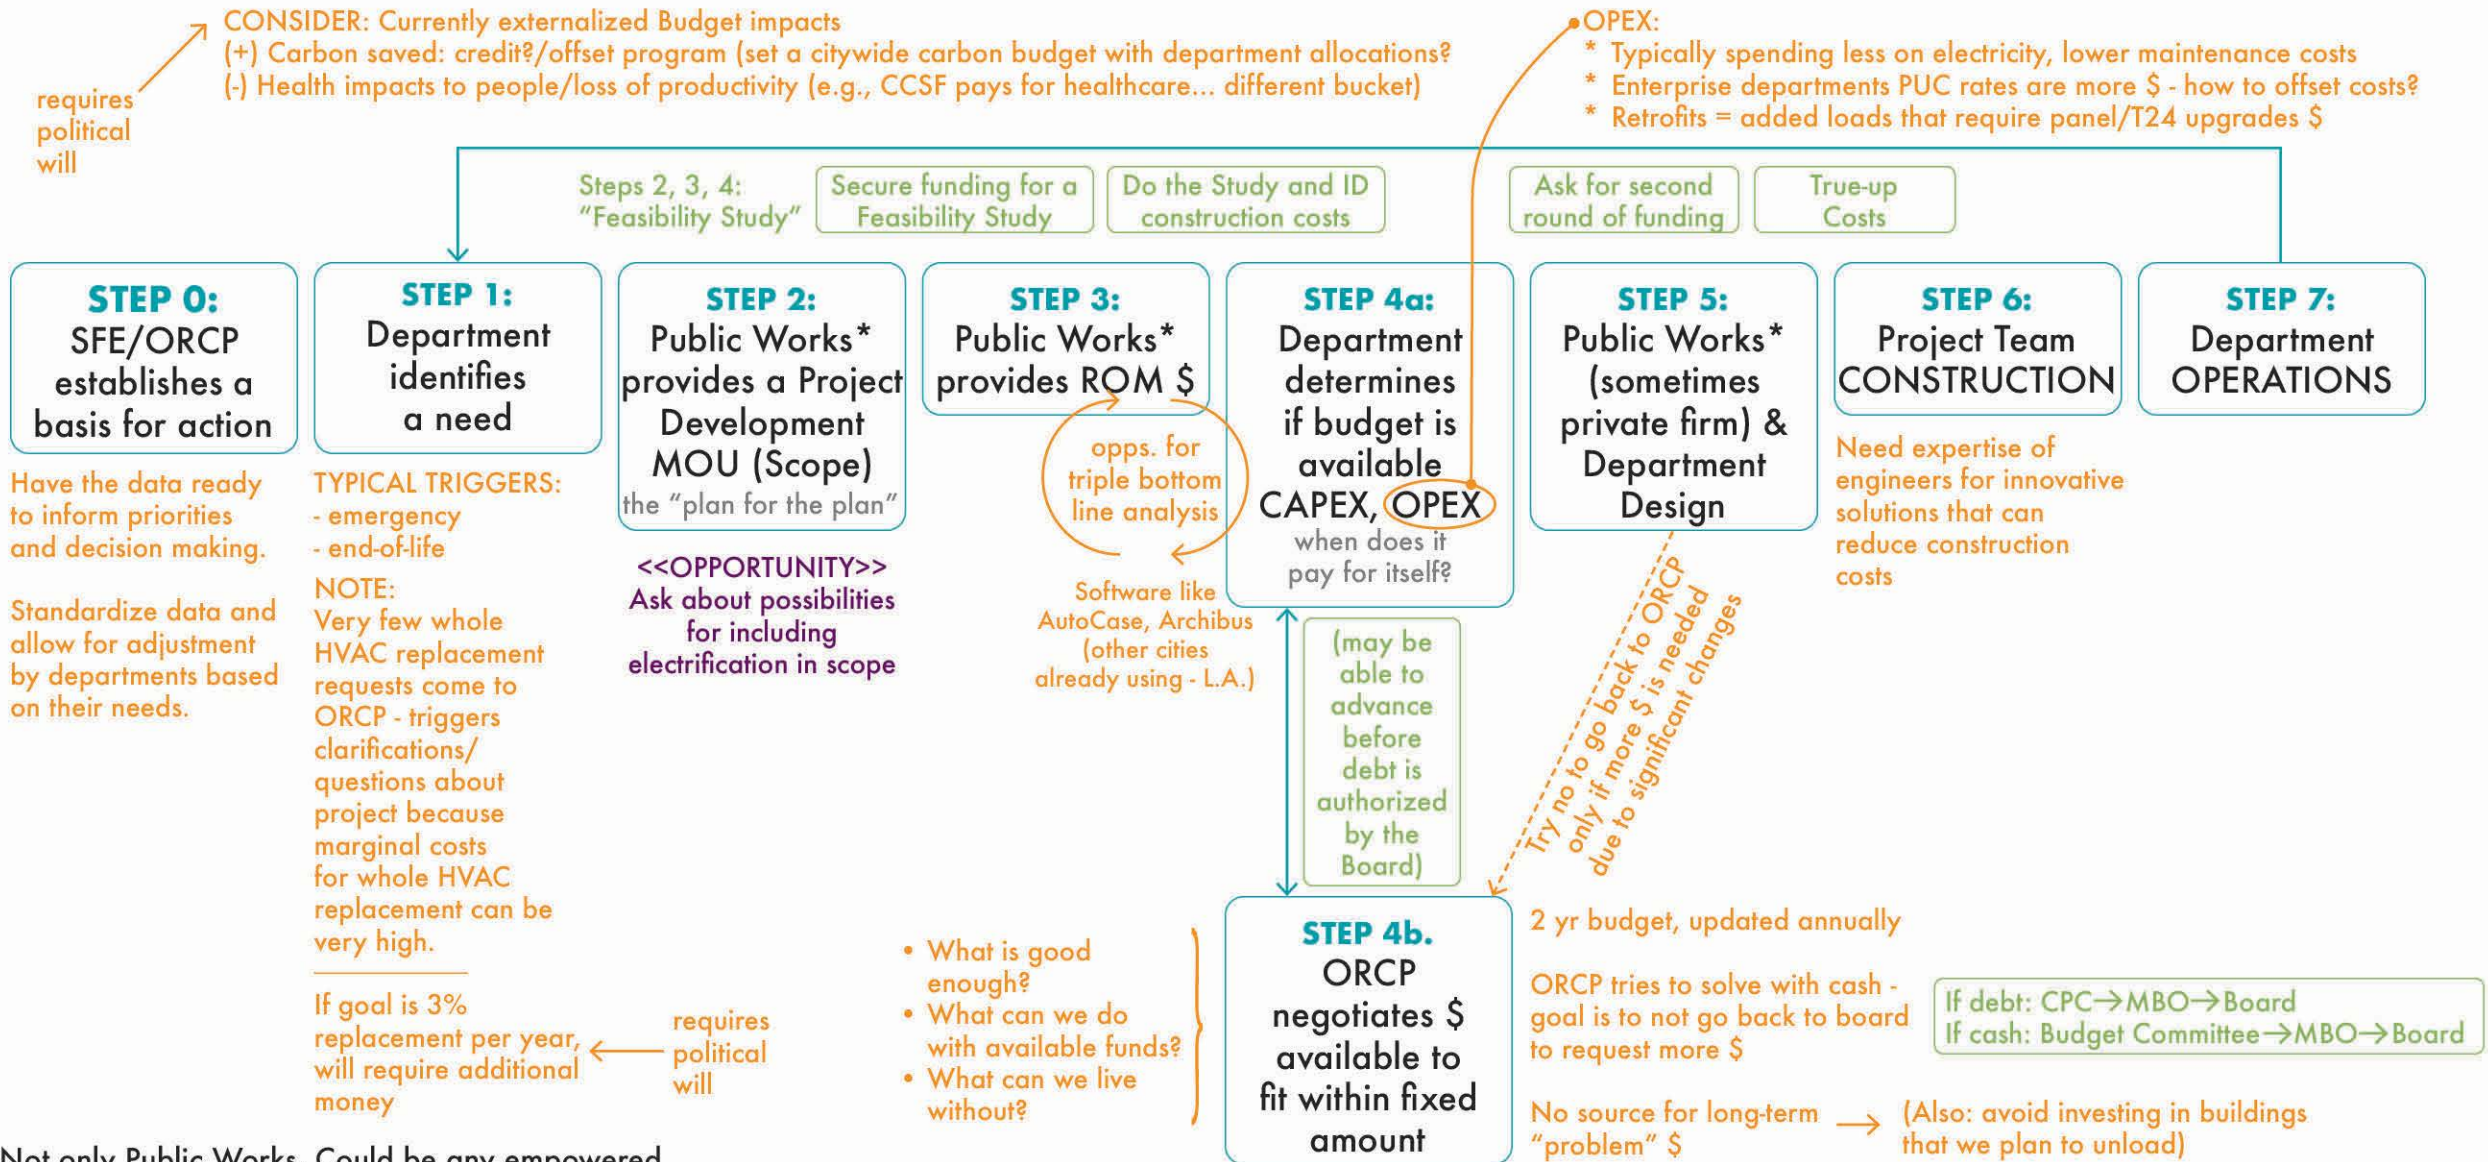 CONSIDER: Currently externalized Budget impacts
(+) Carbon saved: credit?/offset program (set a citywide carbon budget with department allocations?
(-) Health impacts to people/loss of productivity (e.g., CCSF pays for healthcare... different bucket)
requires
political
will
OPEX:
* Typically spending less on electricity, lower maintenance costs
* Enterprise departments PUC rates are more $ - how to offset costs?
* Retrofits = added loads that require panel/T24 upgrades $
Steps 2, 3, 4:
"Feasibility Study"
Secure funding for a
Feasibility Study
Do the Study and ID
construction costs
Ask for second
round of funding
True-up
Costs
STEP 0:
SFE/ORCP
establishes a
basis for action
Have the data ready
to inform priorities
and decision making.
Standardize data and
allow for adjustment
by departments based
on their needs.
STEP 1:
Department
identifies
a need
TYPICAL TRIGGERS:
- emergency
- end-of-life
NOTE:
Very few whole
HVAC replacement
requests come to
ORCP - triggers
clarifications/
questions about
project because
marginal costs
for whole HVAC
replacement can be
very high.
If goal is 3%
replacement per year,
will require additional
money
requires
political
will
STEP 2:
Public Works*
provides a Project
Development
MOU (Scope)
the "plan for the plan"
<<OPPORTUNITY>>
Ask about possibilities
for including
electrification in scope
STEP 3:
Public Works*
provides ROM $
opps. for
triple bottom
line analysis
Software like
AutoCase, Archibus
(other cities
already using - L.A.)
STEP 4a:
Department
determines
if budget is
available
CAPEX, OPEX
when does it
pay for itself?
(may be
able to
advance
before
debt is
authorized
by the
Board)
STEP 5:
Public Works*
(sometimes
private firm) &
Department
Design
Try no to go back to ORCP
only if more $ is needed
due to significant changes
STEP 6:
Project Team
CONSTRUCTION
Need expertise of
engineers for innovative
solutions that can
reduce construction
costs
STEP 7:
Department
OPERATIONS
• What is good
enough?
• What can we do
with available funds?
• What can we live
without?
STEP 4b.
ORCP
negotiates $
available to
fit within fixed
amount
2 yr budget, updated annually
ORCP tries to solve with cash -
goal is to not go back to board
to request more $
If debt: CPC→MBO→Board
If cash: Budget Committee→MBO→Board
No source for long-term
"problem" $
(Also: avoid investing in buildings
that we plan to unload)
Not only Public Works. Could be any empowered